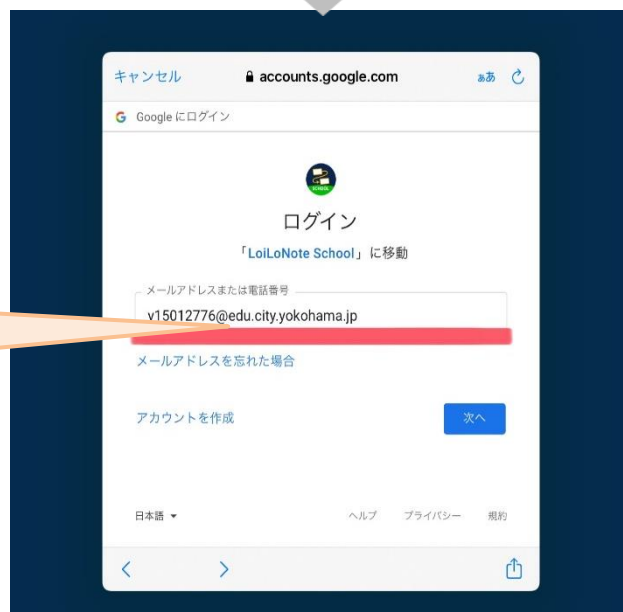 キャンセル accounts.google.com ぁあ
Google にログイン
SCHOOL
ログイン
「LoiLoNote School」に移動
メールアドレスまたは電話番号
v15012776@edu.city.yokohama.jp
メールアドレスを忘れた場合
アカウントを作成 次へ
日本語 ヘルプ プライバシー 規約